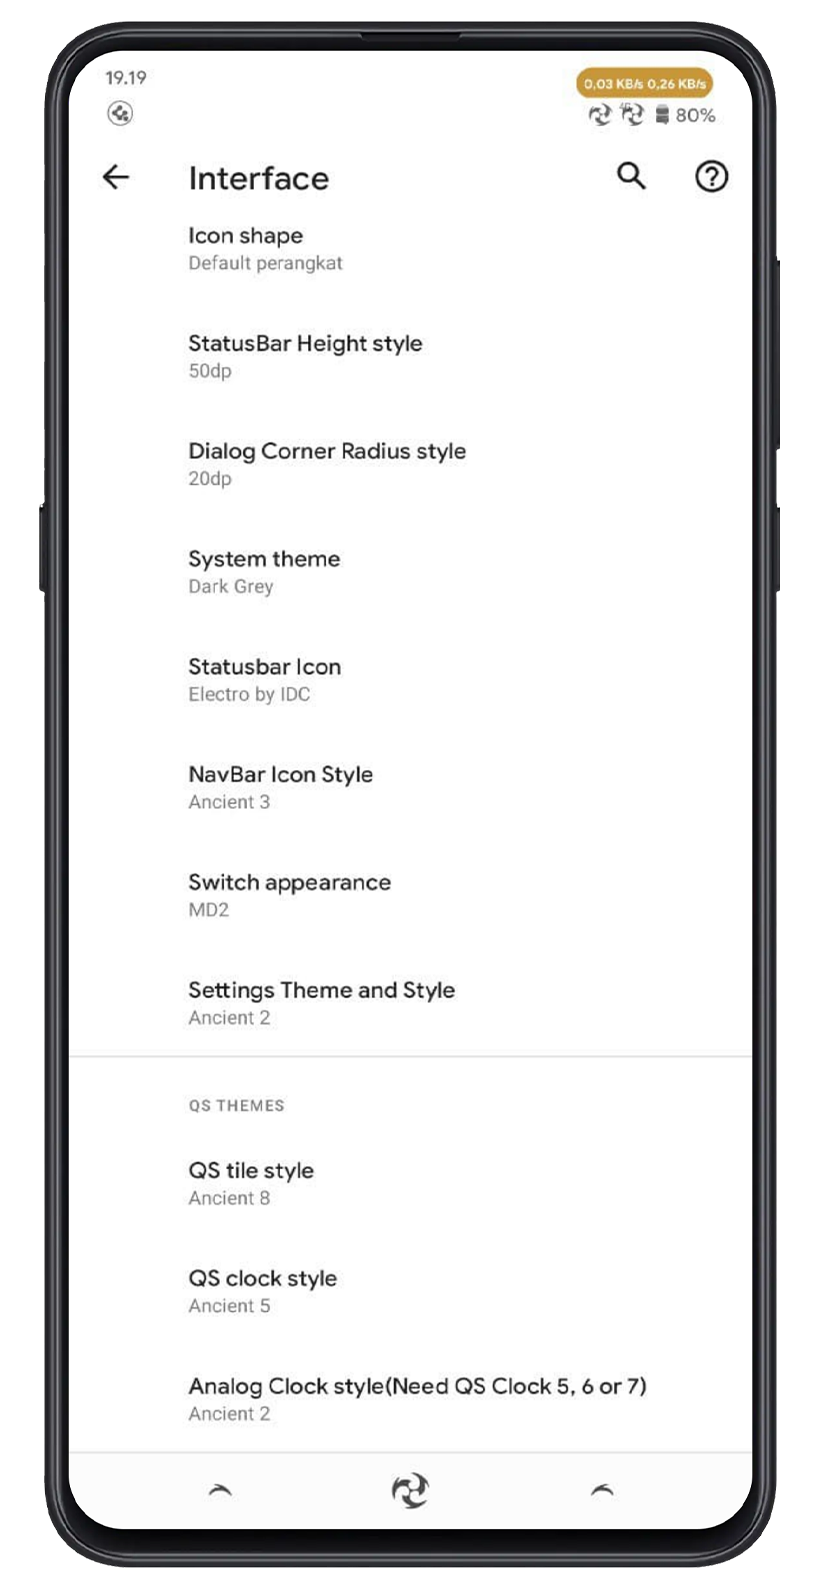 19.19
0,03 KB/s 0,26 KB/s
80%
Interface
Icon shape
Default perangkat
StatusBar Height style
50dp
Dialog Corner Radius style
20dp
System theme
Dark Grey
Statusbar Icon
Electro by IDC
NavBar Icon Style
Ancient 3
Switch appearance
MD2
Settings Theme and Style
Ancient 2
QS THEMES
QS tile style
Ancient 8
QS clock style
Ancient 5
Analog Clock style(Need QS Clock 5, 6 or 7)
Ancient 2